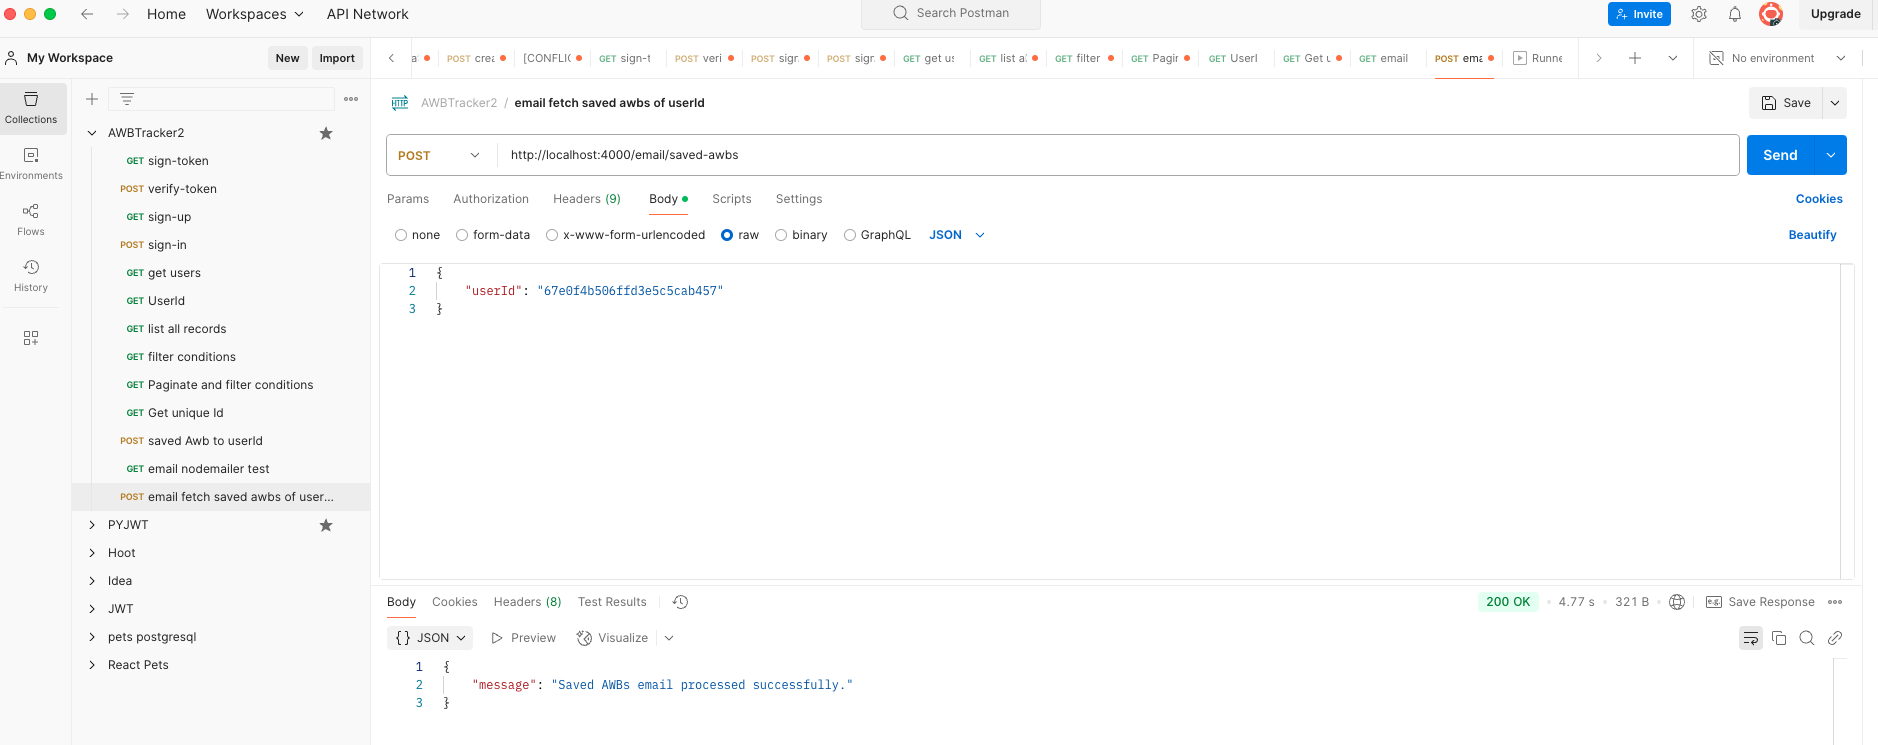 Home Workspaces API Network Search Postman Invite Upgrade
My Workspace New Import
POST crea [CONFLIC GET sign-t POST veri POST sign POST sign GET get us GET list a GET filter GET Pagir GET UserI GET Get u GET email POST ema Runne No environment
Collections
Environments
Flows
History
AWBTracker2
GET sign-token
POST verify-token
GET sign-up
POST sign-in
GET get users
GET UserId
GET list all records
GET filter conditions
GET Paginate and filter conditions
GET Get unique Id
POST saved Awb to userId
GET email nodemailer test
POST email fetch saved awbs of user...
PYJWT
Hoot
Idea
JWT
pets postgresql
React Pets
HTTP AWBTracker2 / email fetch saved awbs of userId Save
POST http://localhost:4000/email/saved-awbs Send
Params Authorization Headers (9) Body Scripts Settings Cookies
none form-data x-www-form-urlencoded raw binary GraphQL JSON Beautify
1 {
2 "userId": "67e0f4b506ffd3e5c5cab457"
3 }
Body Cookies Headers (8) Test Results 200 OK • 4.77 s • 321 B • e.g. Save Response
{} JSON Preview Visualize
1 {
2 "message": "Saved AWBs email processed successfully."
3 }